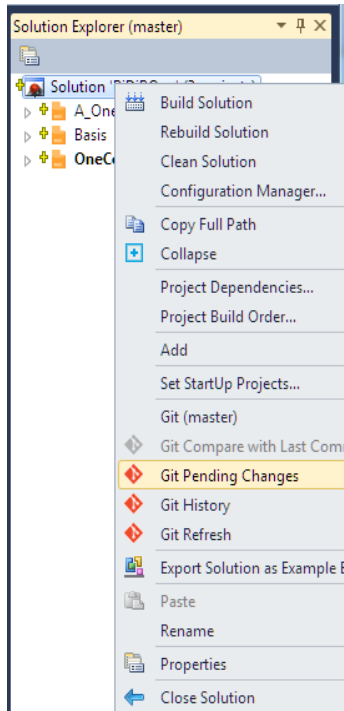 Solution Explorer (master)
Solution
A_One
Basis
OneCo
Build Solution
Rebuild Solution
Clean Solution
Configuration Manager...
Copy Full Path
Collapse
Project Dependencies...
Project Build Order...
Add
Set StartUp Projects...
Git (master)
Git Compare with Last Com
Git Pending Changes
Git History
Git Refresh
Export Solution as Example
Paste
Rename
Properties
Close Solution